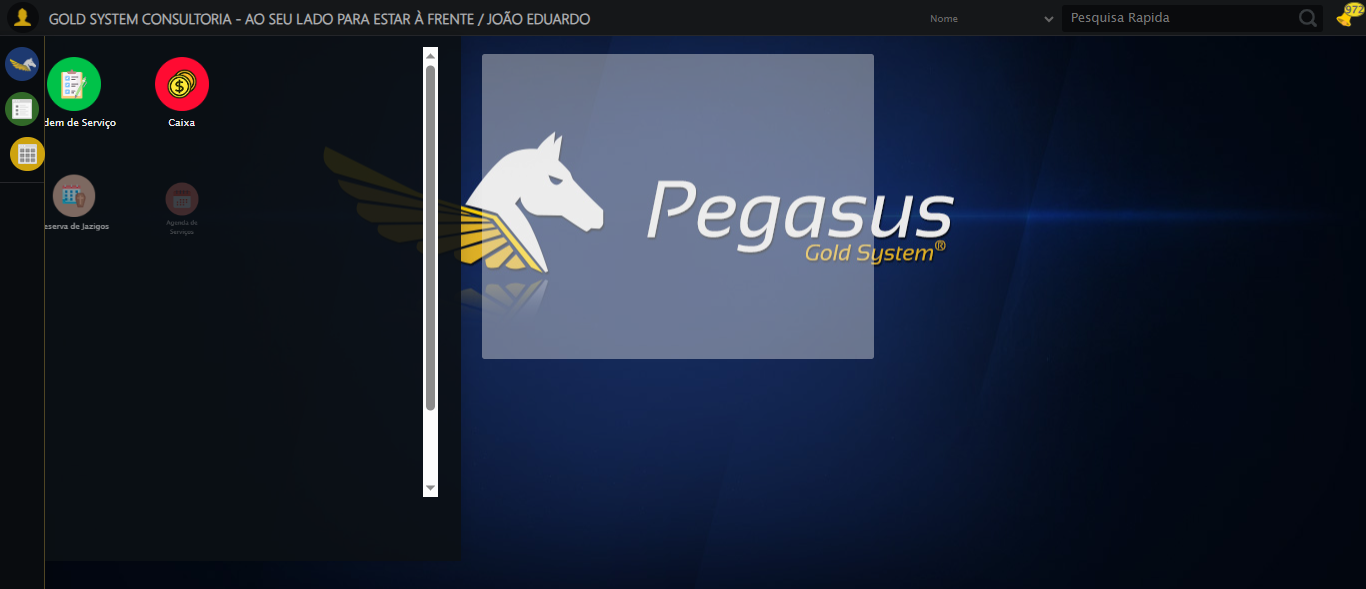 GOLD SYSTEM CONSULTORIA - AO SEU LADO PARA ESTAR À FRENTE / JOÃO EDUARDO
Nome
Pesquisa Rapida
972
dem de Serviço
Caixa
eserva de Jazigos
Agenda de
Serviços
Pegasus
Gold System®